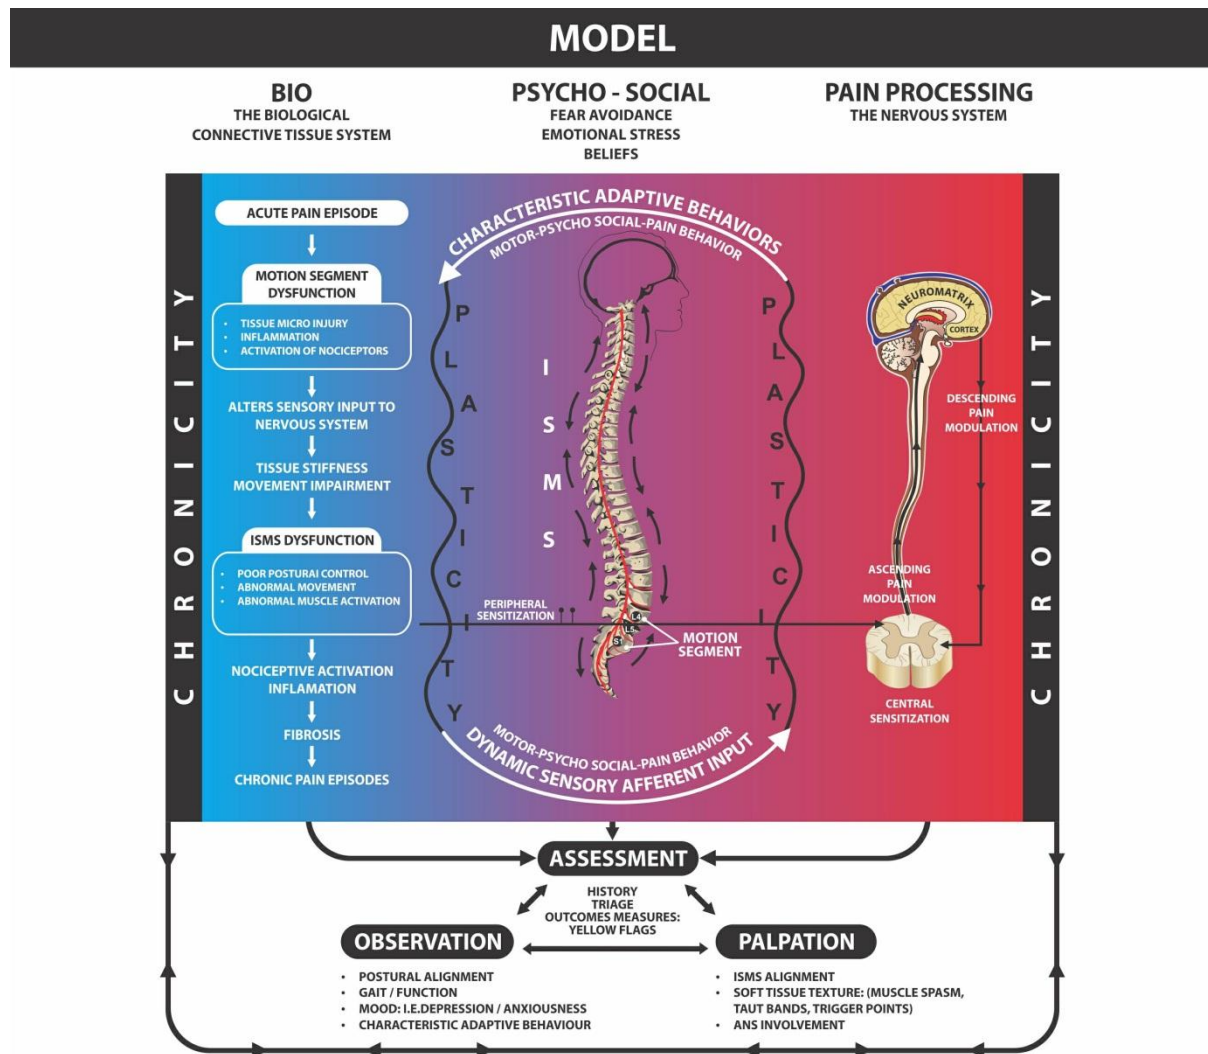 MODEL
BIO
THE BIOLOGICAL
CONNECTIVE TISSUE SYSTEM
PSYCHO - SOCIAL
FEAR AVOIDANCE
EMOTIONAL STRESS
BELIEFS
PAIN PROCESSING
THE NERVOUS SYSTEM
CHRONICITY
ACUTE PAIN EPISODE
MOTION SEGMENT
DYSFUNCTION
• TISSUE MICRO INJURY
• INFLAMMATION
• ACTIVATION OF NOCICEPTORS
ALTERS SENSORY INPUT TO
NERVOUS SYSTEM
TISSUE STIFFNESS
MOVEMENT IMPAIRMENT
ISMS DYSFUNCTION
• POOR POSTURAI CONTROL
• ABNORMAL MOVEMENT
• ABNORMAL MUSCLE ACTIVATION
NOCICEPTIVE ACTIVATION
INFLAMATION
FIBROSIS
CHRONIC PAIN EPISODES
CHARACTERISTIC ADAPTIVE BEHAVIORS
MOTOR-PSYCHO SOCIAL-PAIN BEHAVIOR
PLASTICITY
ISMS
PERIPHERAL
SENSITIZATION
L4
L5
S1
MOTION
SEGMENT
PLASTICITY
MOTOR-PSYCHO SOCIAL-PAIN BEHAVIOR
DYNAMIC SENSORY AFFERENT INPUT
NEUROMATRIX
CORTEX
DESCENDING
PAIN
MODULATION
ASCENDING
PAIN
MODULATION
CENTRAL
SENSITIZATION
CHRONICITY
ASSESSMENT
HISTORY
TRIAGE
OUTCOMES MEASURES:
YELLOW FLAGS
OBSERVATION
• POSTURAL ALIGNMENT
• GAIT / FUNCTION
• MOOD: I.E.DEPRESSION / ANXIOUSNESS
• CHARACTERISTIC ADAPTIVE BEHAVIOUR
PALPATION
• ISMS ALIGNMENT
• SOFT TISSUE TEXTURE: (MUSCLE SPASM,
TAUT BANDS, TRIGGER POINTS)
• ANS INVOLVEMENT